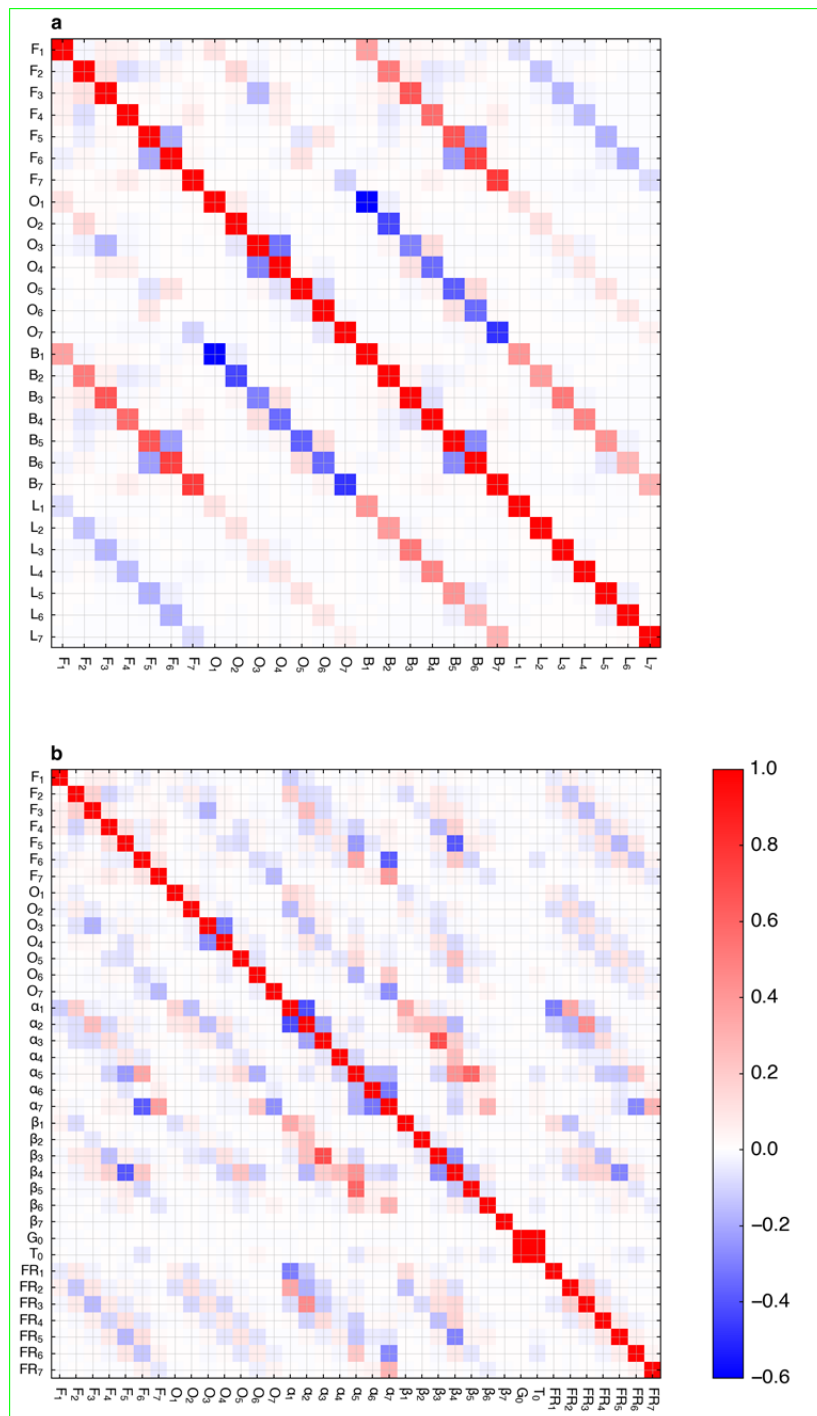 a
F1
F2
F3
F4
F5
F6
F7
O1
O2
O3
O4
O5
O6
O7
B1
B2
B3
B4
B5
B6
B7
L1
L2
L3
L4
L5
L6
L7
F1 F2 F3 F4 F5 F6 F7 O1 O2 O3 O4 O5 O6 O7 B1 B2 B3 B4 B5 B6 B7 L1 L2 L3 L4 L5 L6 L7
b
F1
F2
F3
F4
F5
F6
F7
O1
O2
O3
O4
O5
O6
O7
α1
α2
α3
α4
α5
α6
α7
β1
β2
β3
β4
β5
β6
β7
G0
T0
FR1
FR2
FR3
FR4
FR5
FR6
FR7
F1 F2 F3 F4 F5 F6 F7 O1 O2 O3 O4 O5 O6 O7 α1 α2 α3 α4 α5 α6 α7 β1 β2 β3 β4 β5 β6 β7 G0 T0 FR1 FR2 FR3 FR4 FR5 FR6 FR7
1.0
0.8
0.6
0.4
0.2
0.0
−0.2
−0.4
−0.6